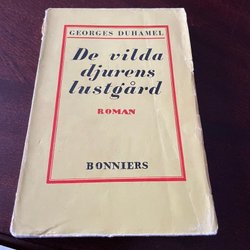 GEORGES DUHAMEL
De vilda
djurens
lustgård
ROMAN
BONNIERS